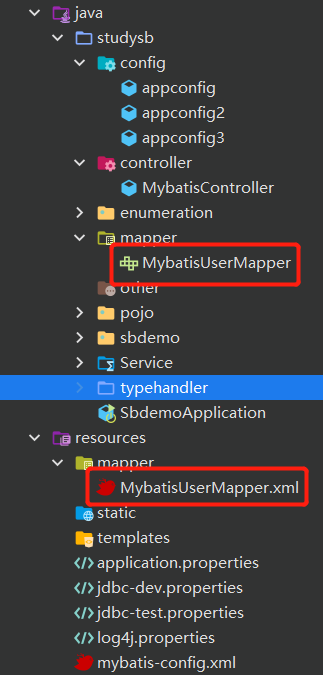 java
studysb
config
appconfig
appconfig2
appconfig3
controller
MybatisController
enumeration
mapper
MybatisUserMapper
other
pojo
sbdemo
Service
typehandler
SbdemoApplication
resources
mapper
MybatisUserMapper.xml
static
templates
application.properties
jdbc-dev.properties
jdbc-test.properties
log4j.properties
mybatis-config.xml